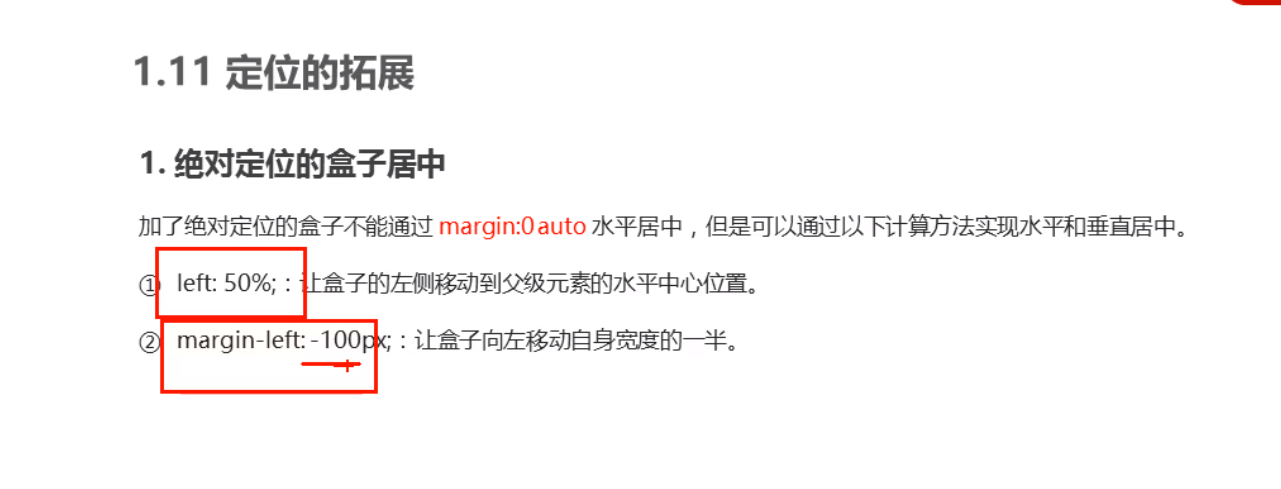 1.11 定位的拓展
1. 绝对定位的盒子居中
加了绝对定位的盒子不能通过 margin:0 auto 水平居中，但是可以通过以下计算方法实现水平和垂直居中。
① left: 50%;：让盒子的左侧移动到父级元素的水平中心位置。
② margin-left: -100px;：让盒子向左移动自身宽度的一半。